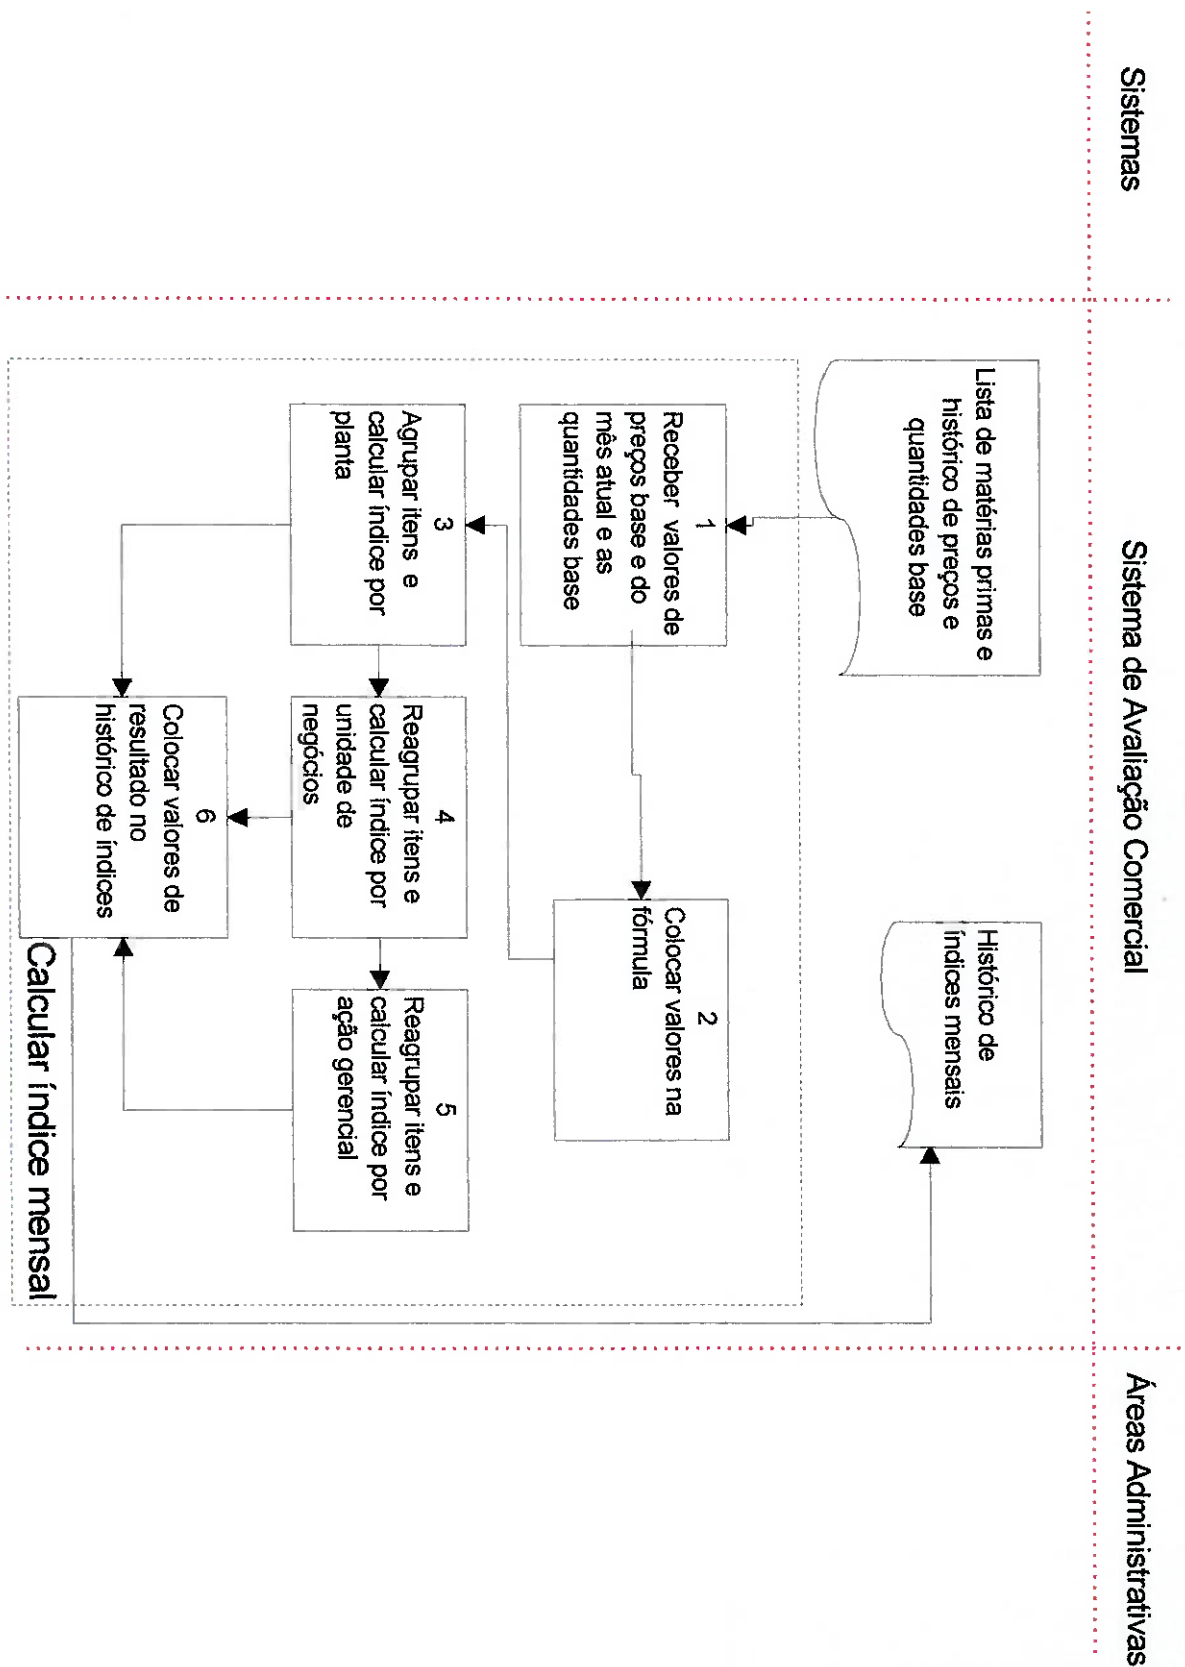 Sistemas
Sistema de Avaliação Comercial
Áreas Administrativas
Lista de matérias primas e
histórico de preços e
quantidades base
Histórico de
índices mensais
1
Receber valores de
preços base e do
mês atual e as
quantidades base
2
Colocar valores na
fórmula
3
Agrupar itens e
calcular índice por
planta
4
Reagrupar itens e
calcular índice por
unidade de
negócios
5
Reagrupar itens e
calcular índice por
ação gerencial
6
Colocar valores de
resultado no
histórico de índices
Calcular índice mensal